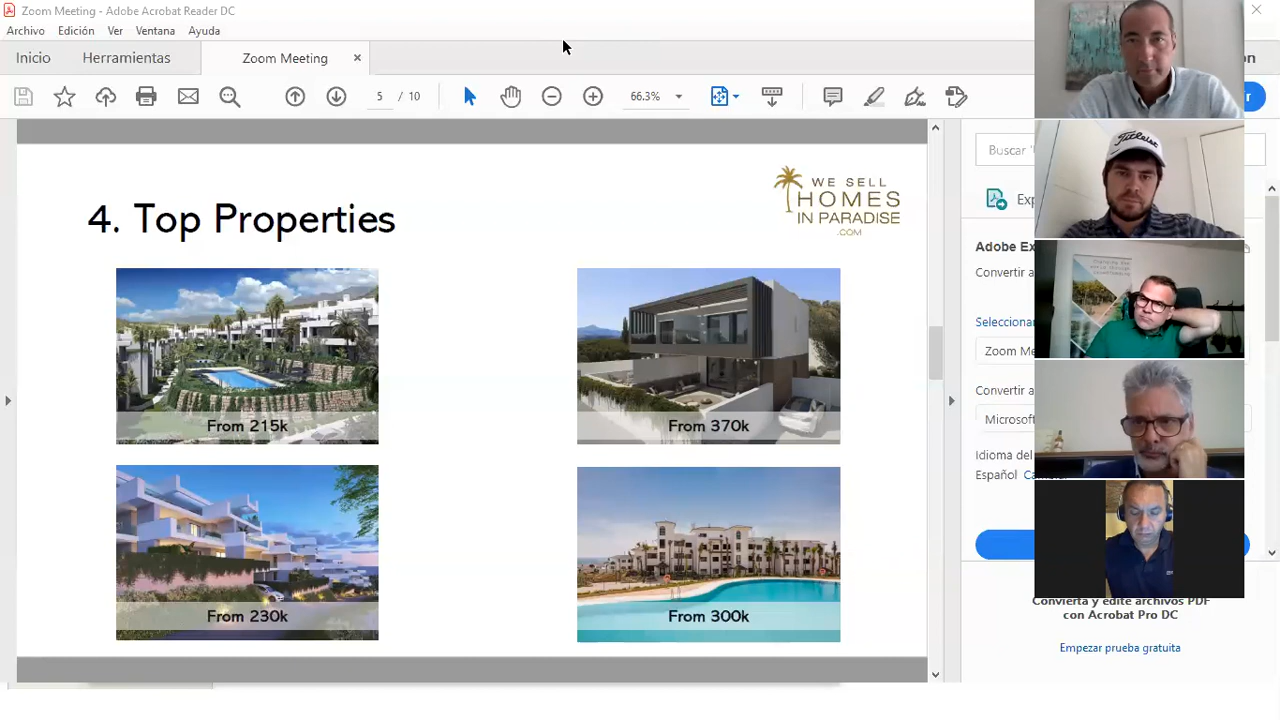 Zoom Meeting - Adobe Acrobat Reader DC
Archivo Edición Ver Ventana Ayuda
Inicio Herramientas Zoom Meeting
5 / 10 66.3%
Buscar
4. Top Properties
WE SELL
HOMES
IN PARADISE
.COM
From 215k
From 370k
From 230k
From 300k
Adobe
Convertir a
Seleccionar
Zoom
Convertir a
Microsoft
Idioma del
Español
Convierta y edite archivos PDF
con Acrobat Pro DC
Empezar prueba gratuita
Titleist